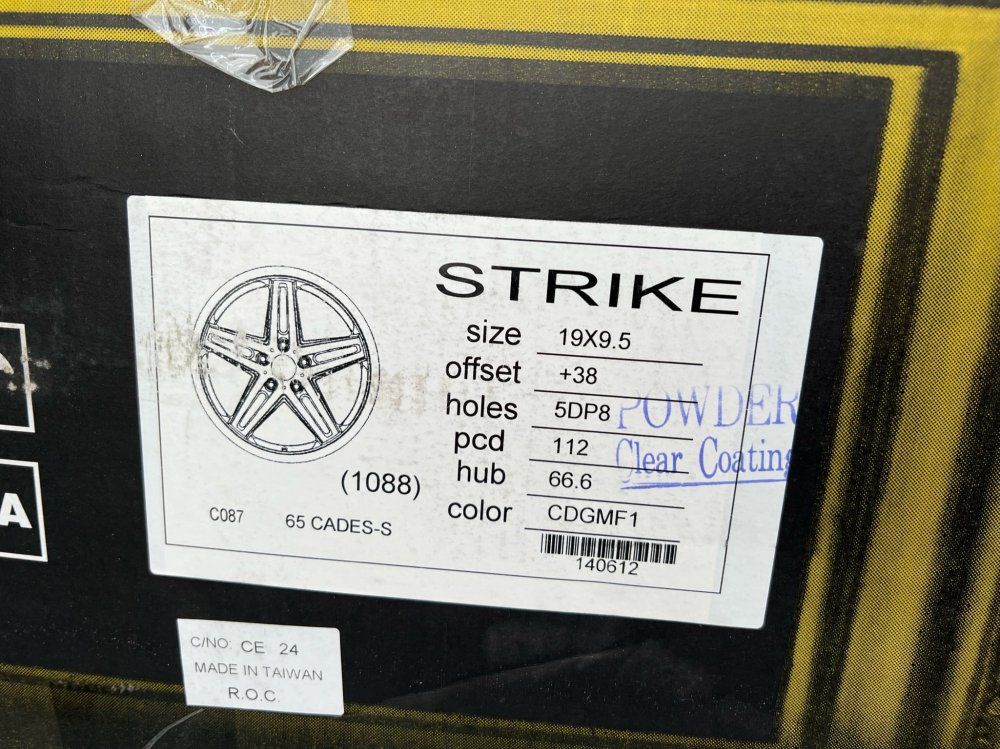 STRIKE
size 19X9.5
offset +38
holes 5DP8
pcd 112
hub 66.6
color CDGMF1
140612
POWDER
Clear Coating
(1088)
C087 65 CADES-S
A
C/NO: CE 24
MADE IN TAIWAN
R.O.C.